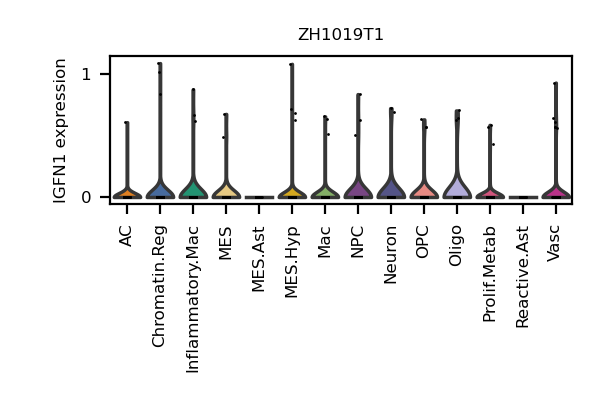 ZH1019T1
IGFN1 expression
1
0
AC
Chromatin.Reg
Inflammatory.Mac
MES
MES.Ast
MES.Hyp
Mac
NPC
Neuron
OPC
Oligo
Prolif.Metab
Reactive.Ast
Vasc